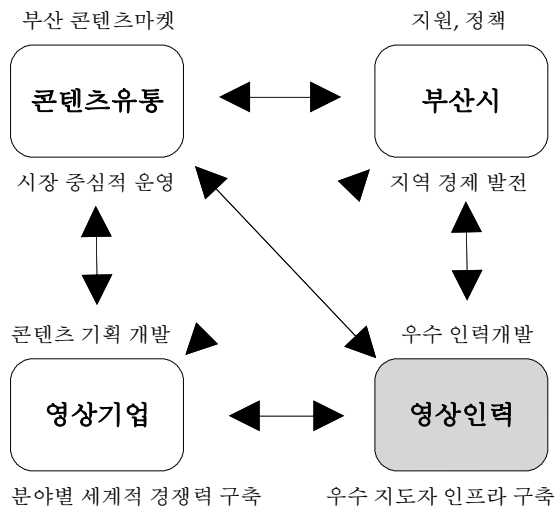 부산 콘텐츠마켓
지원, 정책
콘텐츠유통
부산시
시장 중심적 운영
지역 경제 발전
콘텐츠 기획 개발
우수 인력개발
영상기업
영상인력
분야별 세계적 경쟁력 구축
우수 지도자 인프라 구축